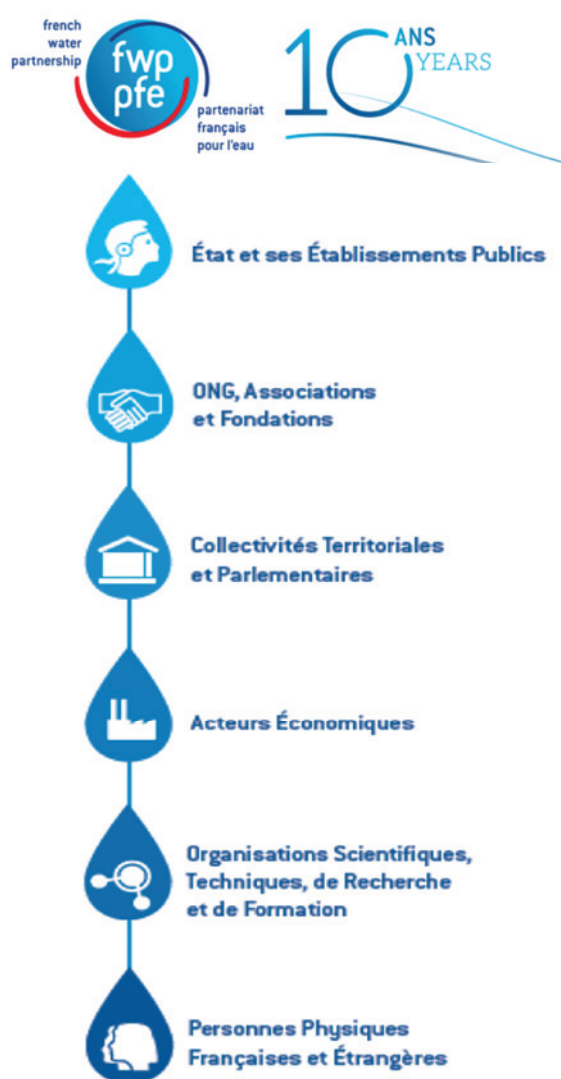 french
water
partnership
fwp
pfe
partenariat
français
pour l'eau
10 ANS
YEARS
État et ses Établissements Publics
ONG, Associations
et Fondations
Collectivités Territoriales
et Parlementaires
Acteurs Économiques
Organisations Scientifiques,
Techniques, de Recherche
et de Formation
Personnes Physiques
Françaises et Étrangères